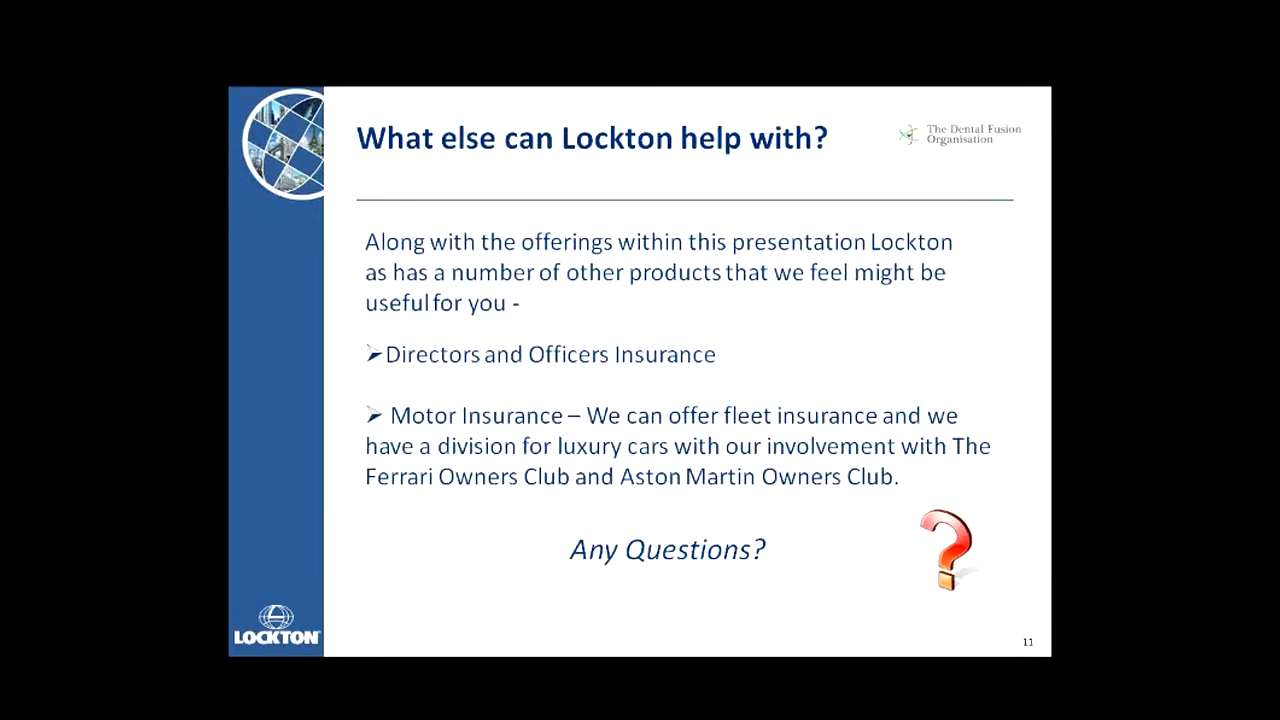 What else can Lockton help with?
The Dental Fusion
Organisation
Along with the offerings within this presentation Lockton
as has a number of other products that we feel might be
useful for you -
➢Directors and Officers Insurance
➢ Motor Insurance – We can offer fleet insurance and we
have a division for luxury cars with our involvement with The
Ferrari Owners Club and Aston Martin Owners Club.
Any Questions?
LOCKTON
11